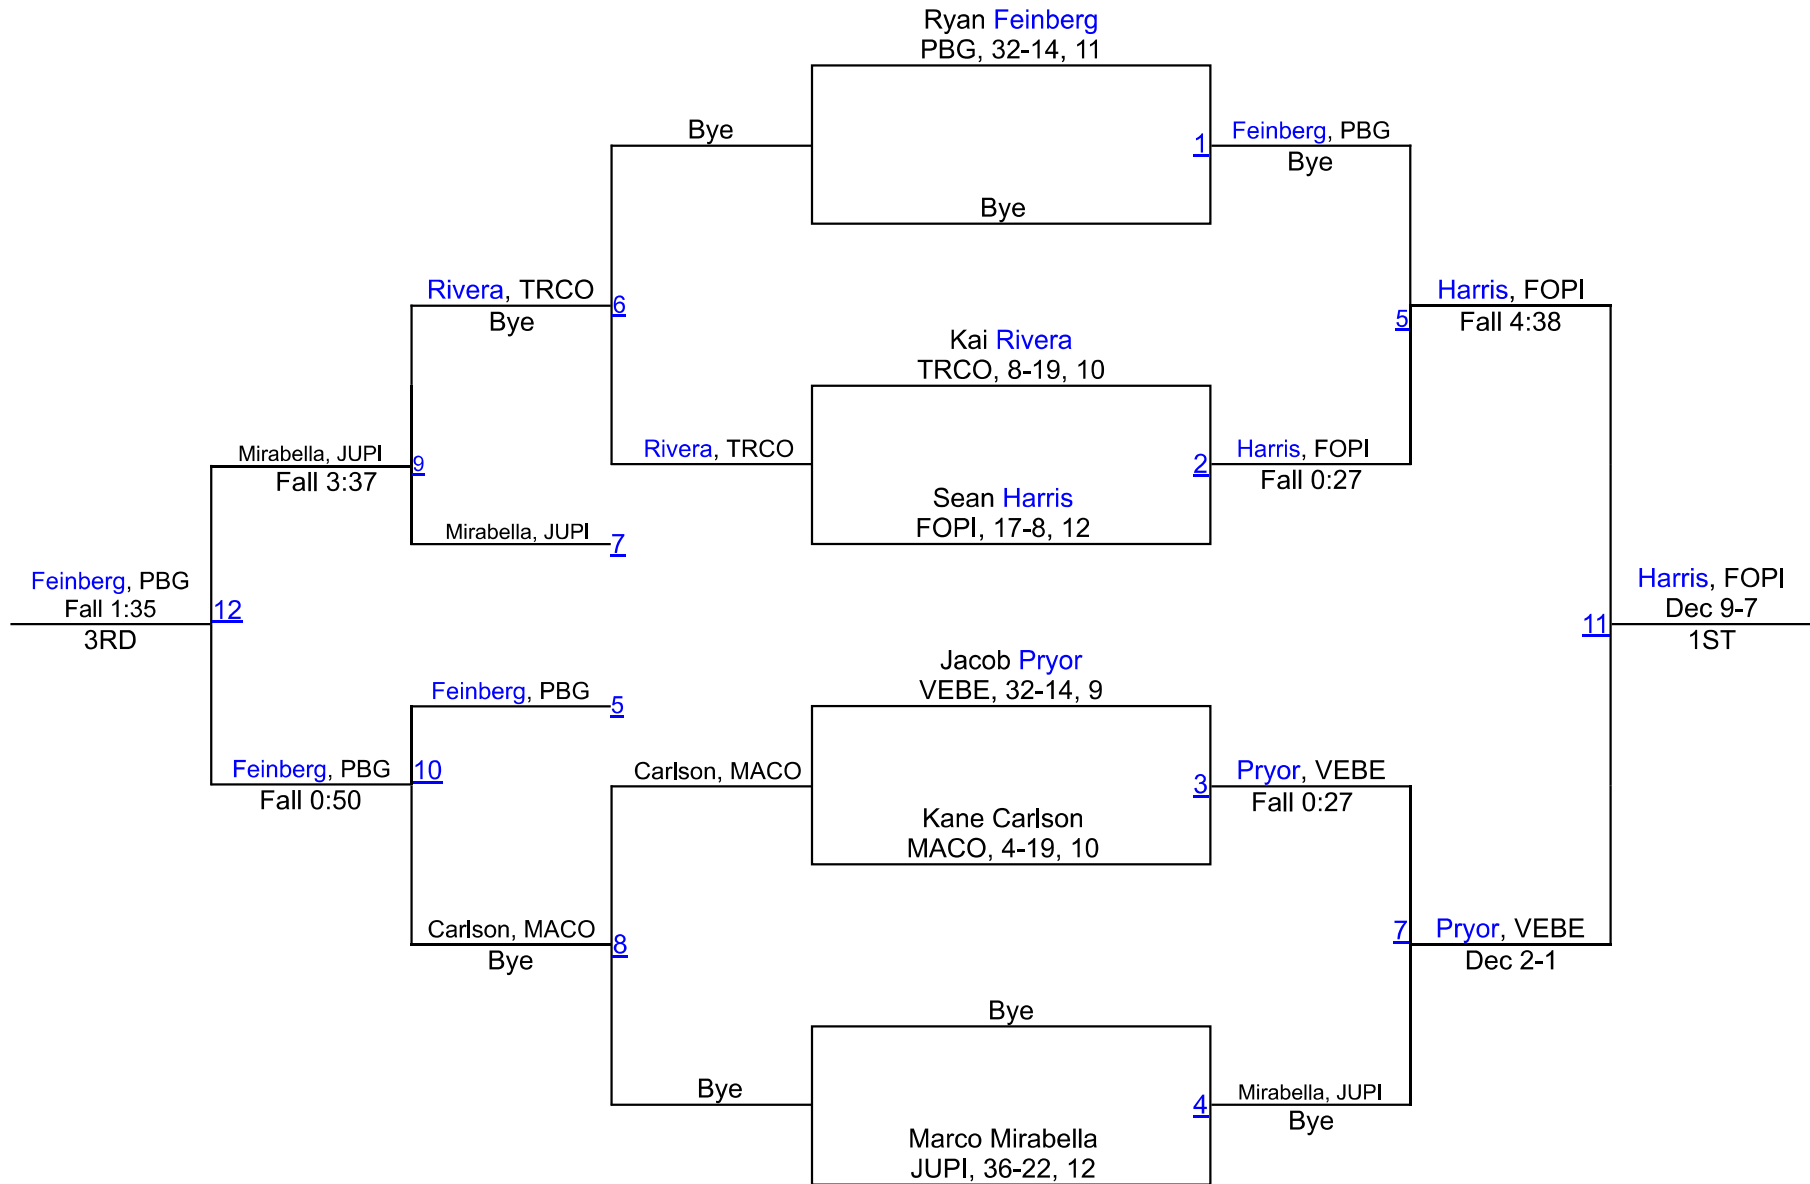 Ryan Feinberg
PBG, 32-14, 11
Bye
1
Feinberg, PBG
Bye
Bye
Rivera, TRCO
Bye
6
Harris, FOPI
Fall 4:38
5
Kai Rivera
TRCO, 8-19, 10
Mirabella, JUPI
Fall 3:37
9
Rivera, TRCO
2
Harris, FOPI
Fall 0:27
Sean Harris
FOPI, 17-8, 12
Mirabella, JUPI
7
Feinberg, PBG
Fall 1:35
3RD
12
11
Harris, FOPI
Dec 9-7
1ST
Jacob Pryor
VEBE, 32-14, 9
Feinberg, PBG
5
Feinberg, PBG
Fall 0:50
10
Carlson, MACO
3
Pryor, VEBE
Fall 0:27
Kane Carlson
MACO, 4-19, 10
Carlson, MACO
Bye
8
7
Pryor, VEBE
Dec 2-1
Bye
Bye
4
Mirabella, JUPI
Bye
Marco Mirabella
JUPI, 36-22, 12